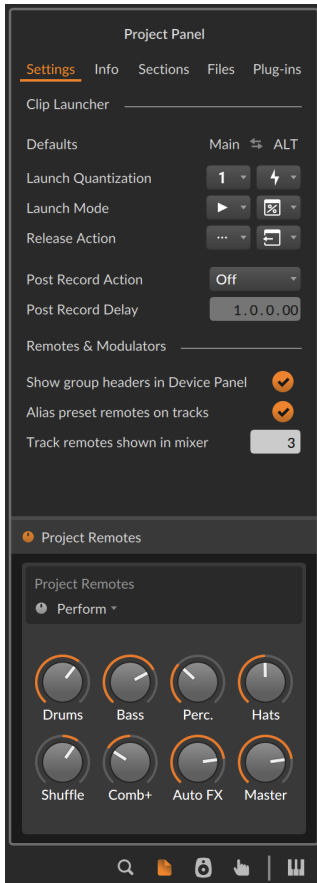 Project Panel
Settings Info Sections Files Plug-ins
Clip Launcher
Defaults Main ALT
Launch Quantization 1
Launch Mode
Release Action ...
Post Record Action Off
Post Record Delay 1.0.0.00
Remotes & Modulators
Show group headers in Device Panel
Alias preset remotes on tracks
Track remotes shown in mixer 3
Project Remotes
Project Remotes
Perform
Drums Bass Perc. Hats
Shuffle Comb+ Auto FX Master